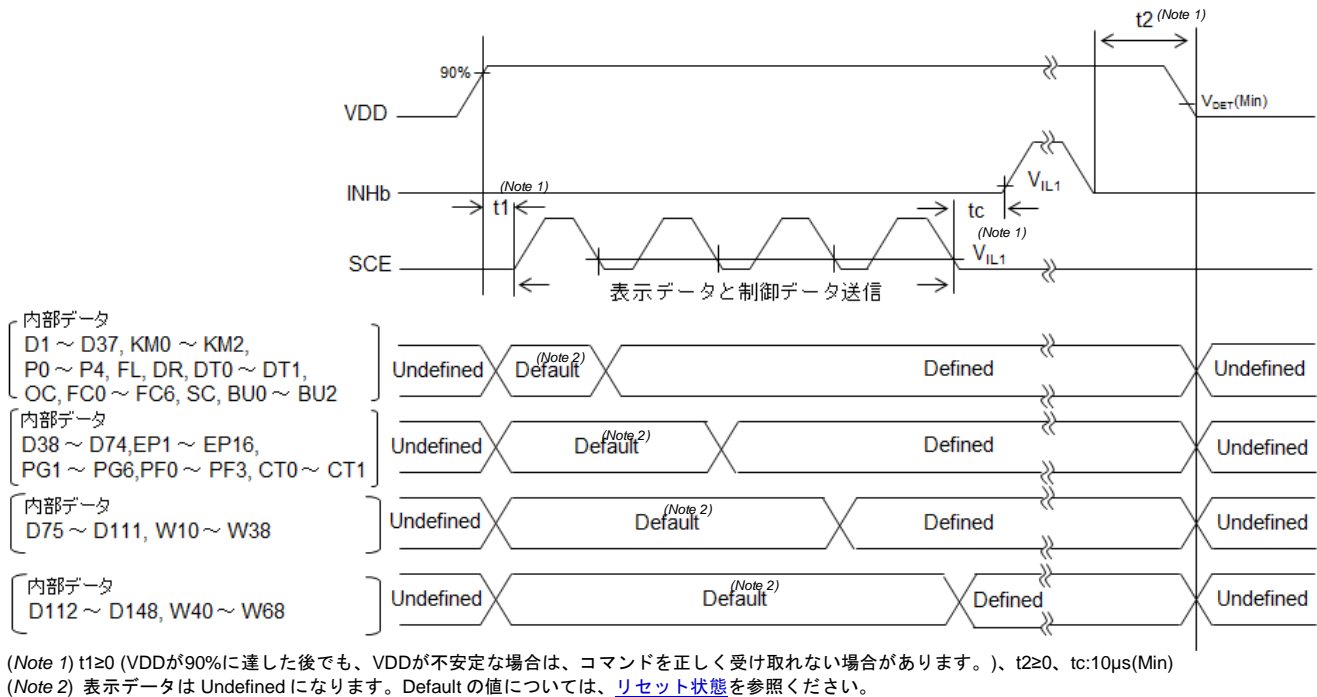 t2 (Note 1)
90%
VDD
VDET(Min)
INHb
(Note 1)
t1
VIL1
tc
(Note 1)
VIL1
SCE
表示データと制御データ送信
内部データ
D1 ～ D37, KM0 ～ KM2,
P0 ～ P4, FL, DR, DT0 ～ DT1,
OC, FC0 ～ FC6, SC, BU0 ～ BU2
Undefined Default (Note 2) Defined Undefined
内部データ
D38 ～ D74,EP1 ～ EP16,
PG1 ～ PG6,PF0 ～ PF3, CT0 ～ CT1
Undefined Default (Note 2) Defined Undefined
内部データ
D75 ～ D111, W10 ～ W38
Undefined Default (Note 2) Defined Undefined
内部データ
D112 ～ D148, W40 ～ W68
Undefined Default (Note 2) Defined Undefined
(Note 1) t1≥0 (VDDが90%に達した後でも、VDDが不安定な場合は、コマンドを正しく受け取れない場合があります。)、t2≥0、tc:10μs(Min)
(Note 2) 表示データは Undefined になります。Default の値については、リセット状態を参照ください。